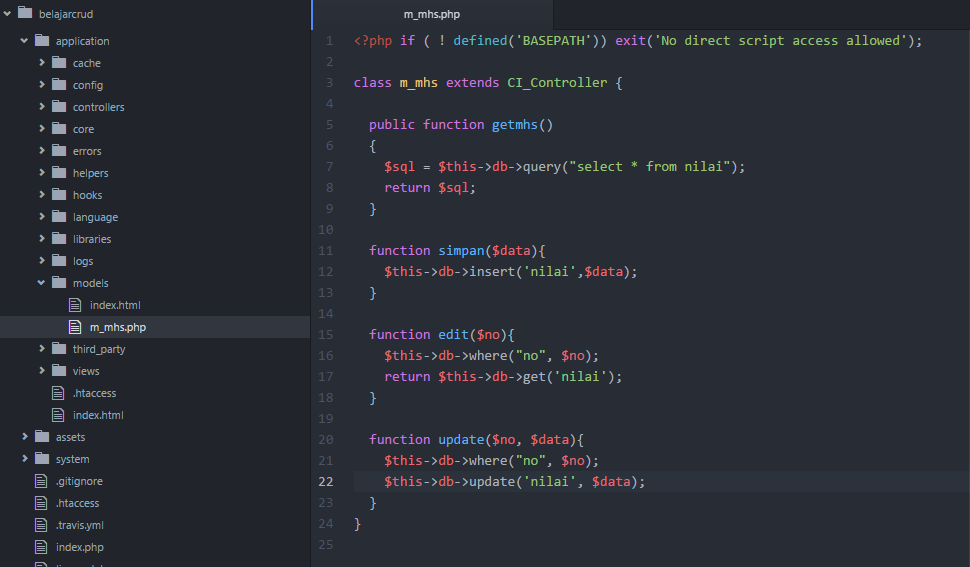 belajarcrud
application
cache
config
controllers
core
errors
helpers
hooks
language
libraries
logs
models
index.html
m_mhs.php
third_party
views
.htaccess
index.html
assets
system
.gitignore
.htaccess
.travis.yml
index.php
m_mhs.php
1 <?php if ( ! defined('BASEPATH')) exit('No direct script access allowed');
2
3 class m_mhs extends CI_Controller {
4
5   public function getmhs()
6   {
7     $sql = $this->db->query("select * from nilai");
8     return $sql;
9   }
10
11   function simpan($data){
12     $this->db->insert('nilai',$data);
13   }
14
15   function edit($no){
16     $this->db->where("no", $no);
17     return $this->db->get('nilai');
18   }
19
20   function update($no, $data){
21     $this->db->where("no", $no);
22     $this->db->update('nilai', $data);
23   }
24 }
25